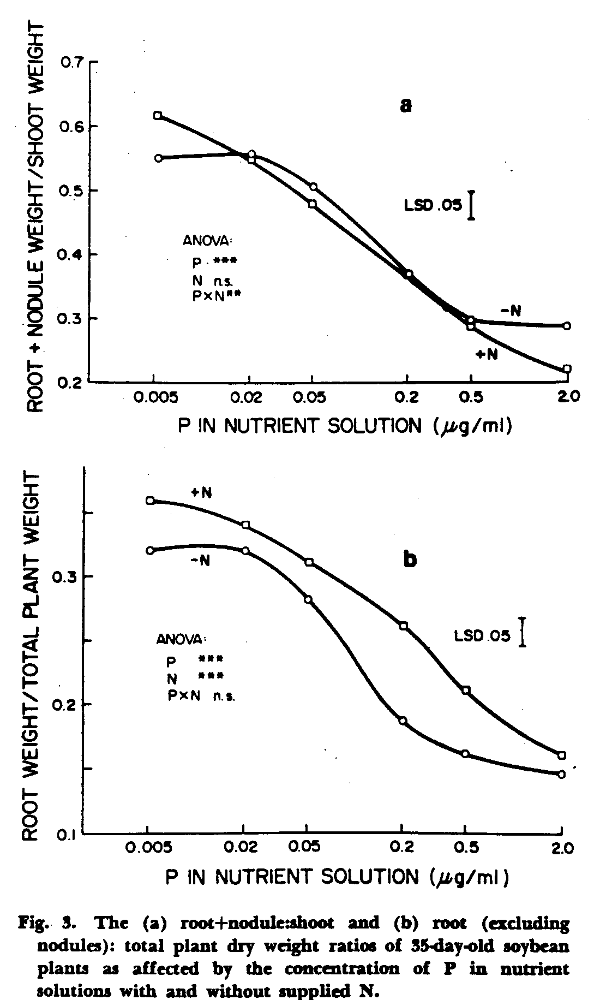 ROOT + NODULE WEIGHT/SHOOT WEIGHT
0.7
0.6
0.5
0.4
0.3
0.2
a
LSD .05
ANOVA:
P ***
N n.s.
P×N**
-N
+N
0.005 0.02 0.05 0.2 0.5 2.0
P IN NUTRIENT SOLUTION (μg/ml)
ROOT WEIGHT/TOTAL PLANT WEIGHT
0.3
0.2
0.1
+N
-N
b
LSD .05
ANOVA:
P ***
N ***
P×N n.s.
0.005 0.02 0.05 0.2 0.5 2.0
P IN NUTRIENT SOLUTION (μg/ml)
Fig. 3. The (a) root+nodule:shoot and (b) root (excluding
nodules): total plant dry weight ratios of 35-day-old soybean
plants as affected by the concentration of P in nutrient
solutions with and without supplied N.